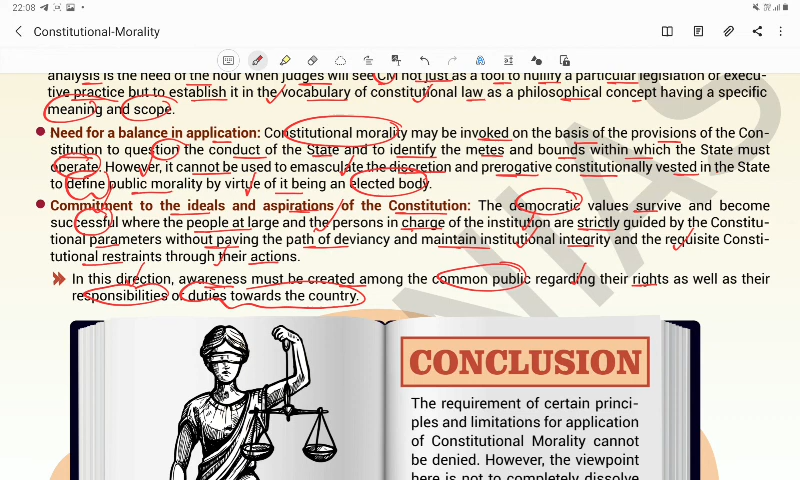 22:08
Constitutional-Morality
analysis is the need of the hour when judges will see CM not just as a tool to nullify a particular legislation or execu-
tive practice but to establish it in the vocabulary of constitutional law as a philosophical concept having a specific
meaning and scope.
Need for a balance in application: Constitutional morality may be invoked on the basis of the provisions of the Con-
stitution to question the conduct of the State and to identify the metes and bounds within which the State must
operate. However, it cannot be used to emasculate the discretion and prerogative constitutionally vested in the State
to define public morality by virtue of it being an elected body.
Commitment to the ideals and aspirations of the Constitution: The democratic values survive and become
successful where the people at large and the persons in charge of the institution are strictly guided by the Constitu-
tional parameters without paving the path of deviancy and maintain institutional integrity and the requisite Consti-
tutional restraints through their actions.
In this direction, awareness must be created among the common public regarding their rights as well as their
responsibilities or duties towards the country.
CONCLUSION
The requirement of certain princi-
ples and limitations for application
of Constitutional Morality cannot
be denied. However, the viewpoint
here is not to completely dissolve